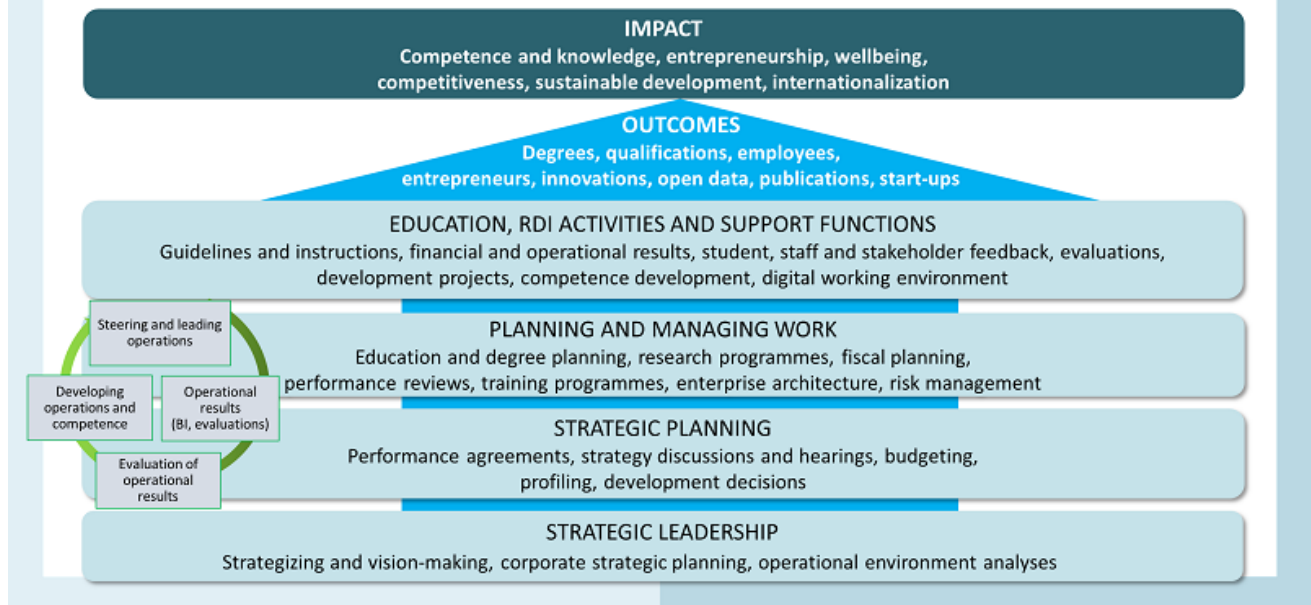 IMPACT
Competence and knowledge, entrepreneurship, wellbeing,
competitiveness, sustainable development, internationalization
OUTCOMES
Degrees, qualifications, employees,
entrepreneurs, innovations, open data, publications, start-ups
EDUCATION, RDI ACTIVITIES AND SUPPORT FUNCTIONS
Guidelines and instructions, financial and operational results, student, staff and stakeholder feedback, evaluations,
development projects, competence development, digital working environment
Steering and leading
operations
Developing
operations and
competence
Operational
results
(BI, evaluations)
Evaluation of
operational
results
PLANNING AND MANAGING WORK
Education and degree planning, research programmes, fiscal planning,
performance reviews, training programmes, enterprise architecture, risk management
STRATEGIC PLANNING
Performance agreements, strategy discussions and hearings, budgeting,
profiling, development decisions
STRATEGIC LEADERSHIP
Strategizing and vision-making, corporate strategic planning, operational environment analyses